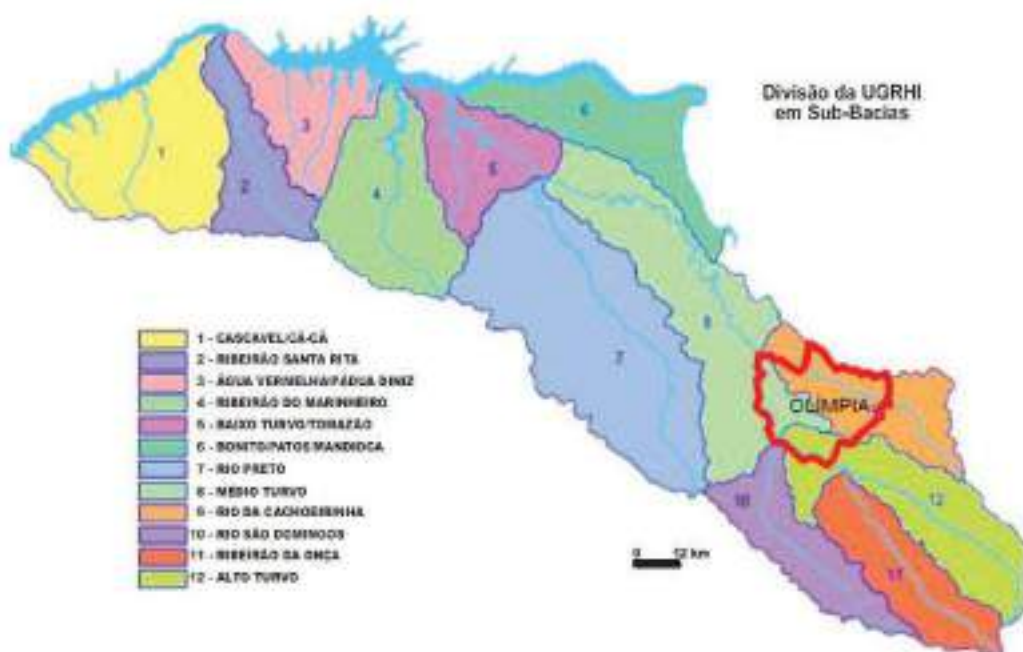 Divisão da UGRHI
em Sub-Bacias
1
2
3
4
5
6
7
8
10
11
12
OLIMPIA
0 12 km
1 - CASCAVEL/CÃ-CÃ
2 - RIBEIRÃO SANTA RITA
3 - ÁGUA VERMELHA/PÁDUA DINIZ
4 - RIBEIRÃO DO MARINHEIRO
5 - BAIXO TURVO/TOMAZÃO
6 - BONITO/PATOS/MANDIOCA
7 - RIO PRETO
8 - MÉDIO TURVO
9 - RIO DA CACHOEIRINHA
10 - RIO SÃO DOMINGOS
11 - RIBEIRÃO DA ONÇA
12 - ALTO TURVO